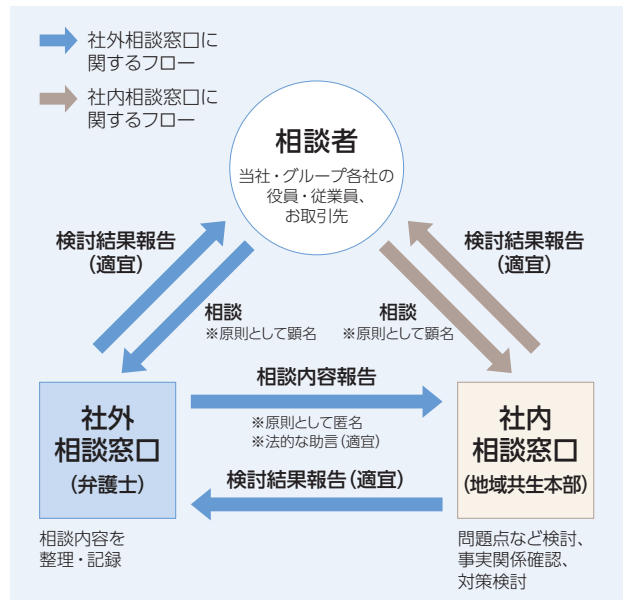 社外相談窓口に
関するフロー
社内相談窓口に
関するフロー
相談者
当社・グループ各社の
役員・従業員、
お取引先
検討結果報告
(適宜)
検討結果報告
(適宜)
相談
※原則として顕名
相談
※原則として顕名
相談内容報告
※原則として匿名
※法的な助言(適宜)
検討結果報告(適宜)
社外
相談窓口
(弁護士)
相談内容を
整理・記録
社内
相談窓口
(地域共生本部)
問題点など検討、
事実関係確認、
対策検討